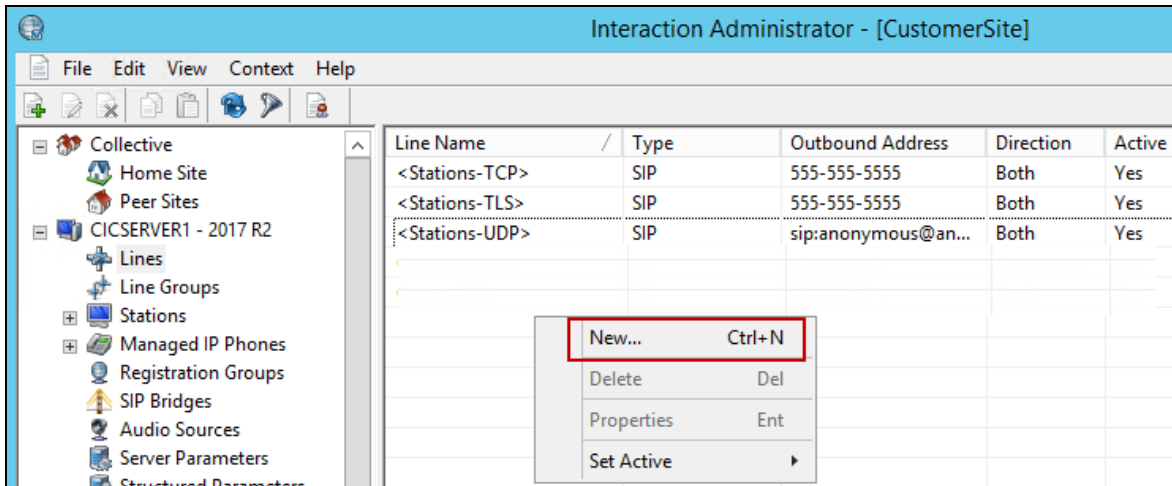 Interaction Administrator - [CustomerSite]
File Edit View Context Help
Collective
Home Site
Peer Sites
CICSERVER1 - 2017 R2
Lines
Line Groups
Stations
Managed IP Phones
Registration Groups
SIP Bridges
Audio Sources
Server Parameters
Structured Parameters
Line Name / Type Outbound Address Direction Active
<Stations-TCP> SIP 555-555-5555 Both Yes
<Stations-TLS> SIP 555-555-5555 Both Yes
<Stations-UDP> SIP sip:anonymous@an... Both Yes
New... Ctrl+N
Delete Del
Properties Ent
Set Active